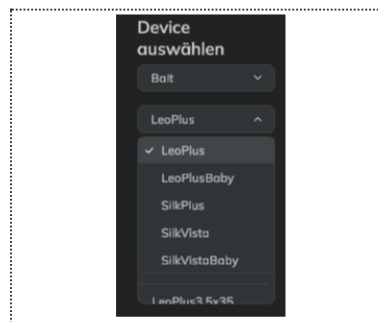 Device
auswählen
Balt
LeoPlus
LeoPlus
LeoPlusBaby
SilkPlus
SilkVista
SilkVistaBaby
LeoPlus3.5x35